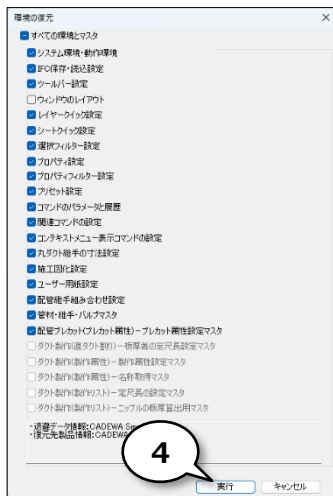 環境の復元
すべての環境とマスタ
システム環境・動作環境
IFC保存・読込設定
ツールバー設定
ウィンドウのレイアウト
レイヤークイック設定
シートクイック設定
選択フィルター設定
プロパティ設定
プロパティフィルター設定
プリセット設定
コマンドのパラメータと履歴
関連コマンドの設定
コンテキストメニュー表示コマンドの設定
丸ダクト継手の寸法設定
施工図化設定
ユーザー用紙設定
配管継手組み合わせ設定
管材・継手・バルブマスタ
配管プレカット(プレカット属性)－プレカット属性設定マスタ
ダクト製作(直ダクト割り)－板厚毎の定尺長設定マスタ
ダクト製作(製作属性)－製作属性設定マスタ
ダクト製作(製作属性)－名称取得マスタ
ダクト製作(製作リスト)－定尺長の設定マスタ
ダクト製作(製作リスト)－ニップルの板厚算出用マスタ
・退避データ情報:CADEWA Sm
・復元先製品情報:CADEWA
4
実行
キャンセル